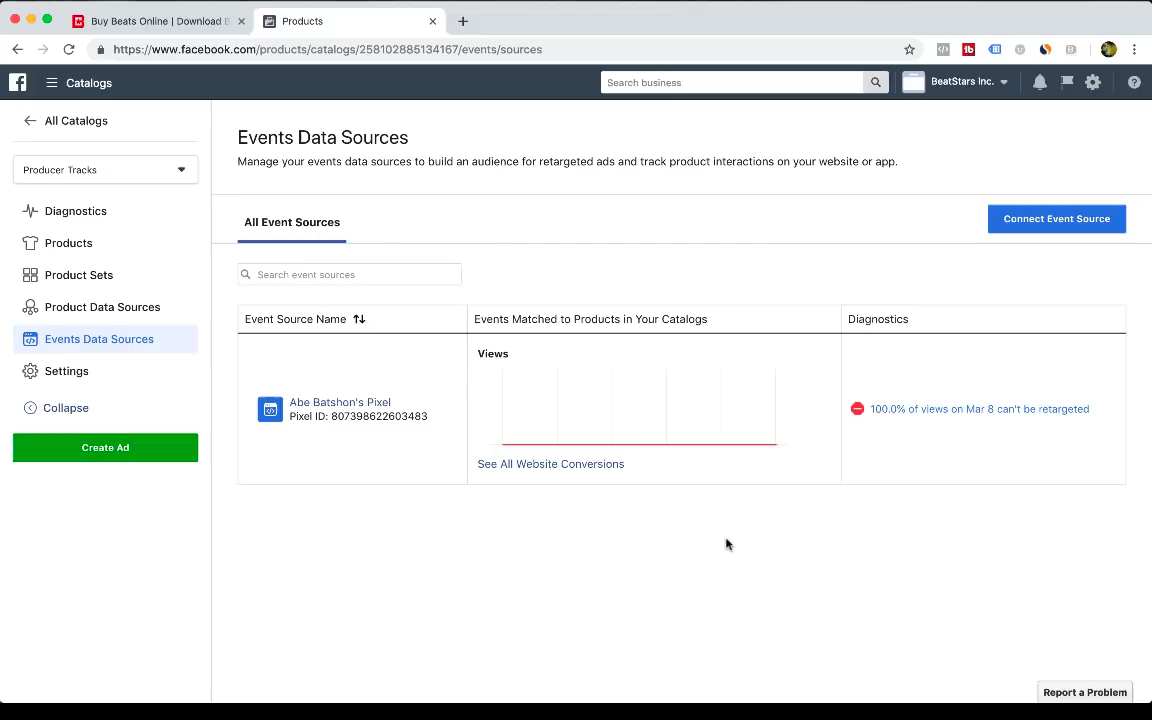 Buy Beats Online | Download B
Products
https://www.facebook.com/products/catalogs/258102885134167/events/sources
Catalogs
Search business
BeatStars Inc.
All Catalogs
Producer Tracks
Diagnostics
Products
Product Sets
Product Data Sources
Events Data Sources
Settings
Collapse
Create Ad
Events Data Sources
Manage your events data sources to build an audience for retargeted ads and track product interactions on your website or app.
All Event Sources
Connect Event Source
Search event sources
Event Source Name
Events Matched to Products in Your Catalogs
Diagnostics
Views
Abe Batshon's Pixel
Pixel ID: 807398622603483
100.0% of views on Mar 8 can't be retargeted
See All Website Conversions
Report a Problem